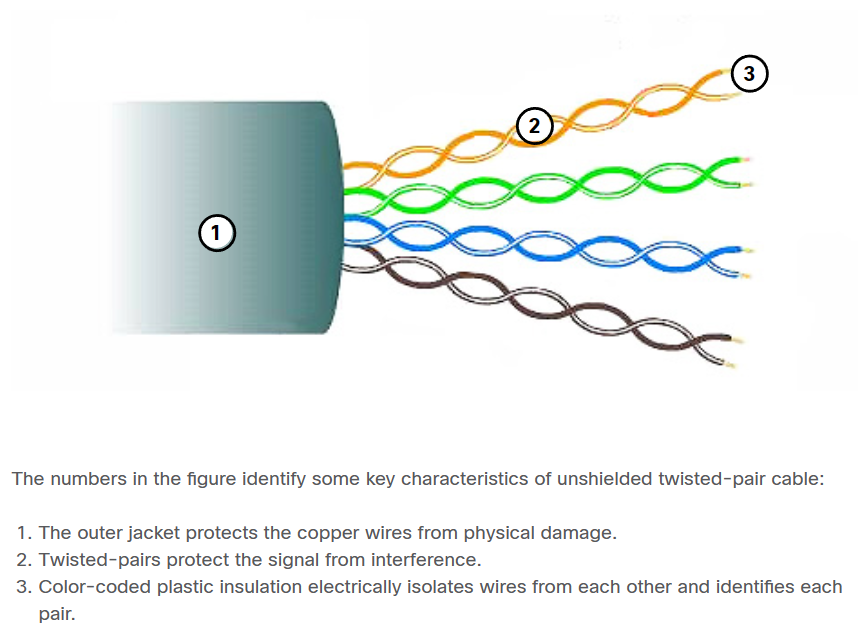 3
2
1
The numbers in the figure identify some key characteristics of unshielded twisted-pair cable:
1. The outer jacket protects the copper wires from physical damage.
2. Twisted-pairs protect the signal from interference.
3. Color-coded plastic insulation electrically isolates wires from each other and identifies each
pair.